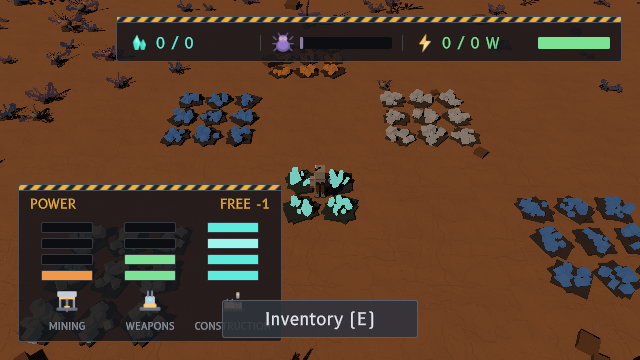 0 / 0
0 / 0 W
POWER
FREE -1
MINING
WEAPONS
CONSTRUCTION
Inventory (E)